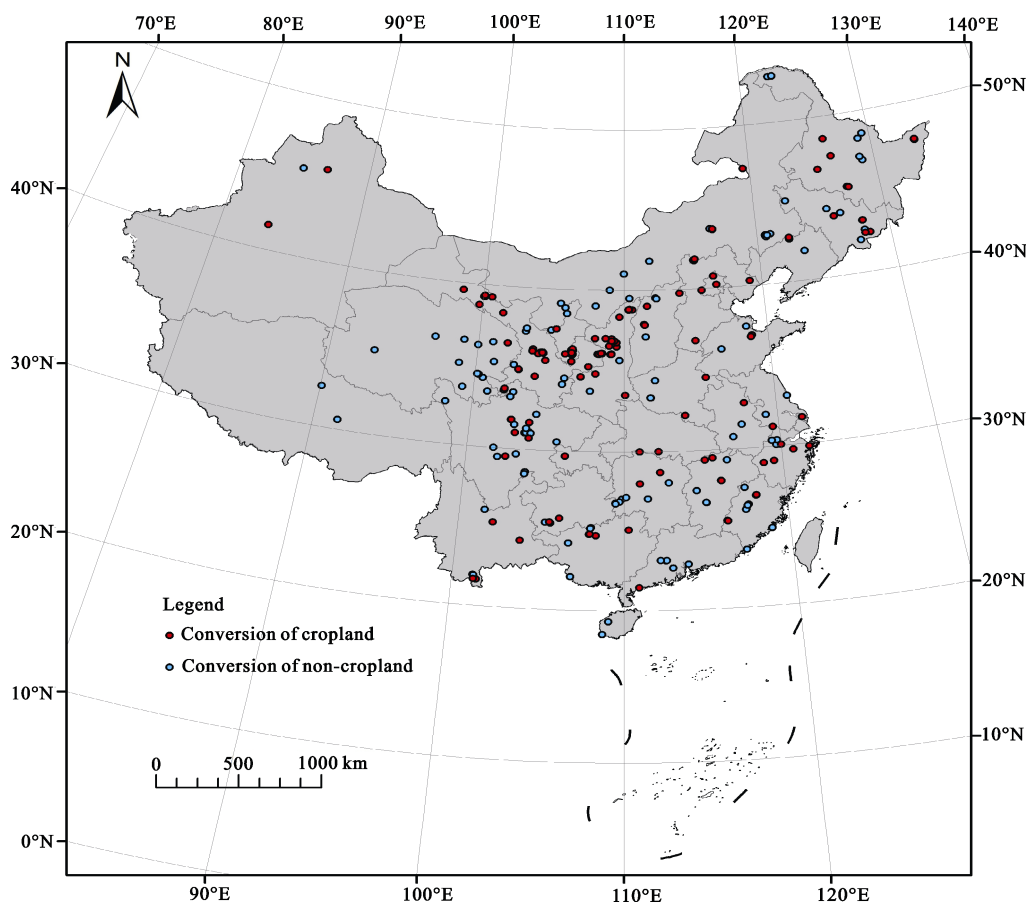 70°E 80°E 90°E 100°E 110°E 120°E 130°E 140°E
N
50°N
40°N
40°N
30°N
30°N
20°N
20°N
Legend
Conversion of cropland
Conversion of non-cropland
10°N
10°N
0 500 1000 km
0°N
90°E 100°E 110°E 120°E